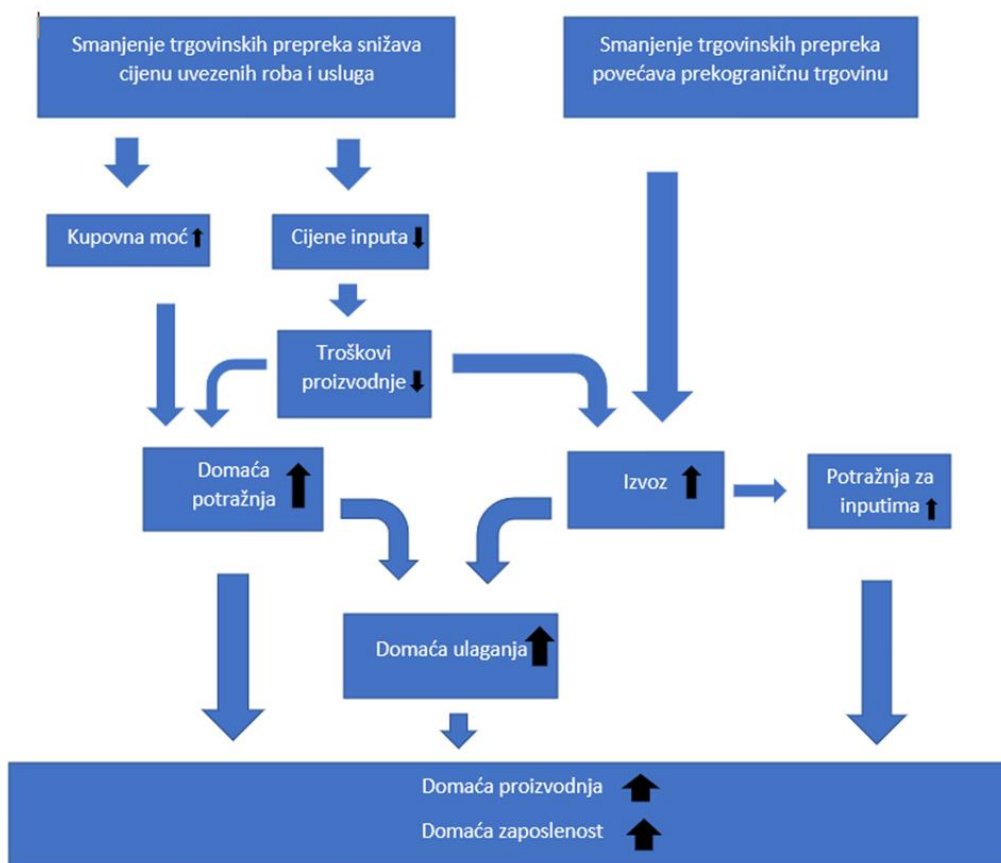 Smanjenje trgovinskih prepreka snižava
cijenu uvezenih roba i usluga
Smanjenje trgovinskih prepreka
povećava prekograničnu trgovinu
Kupovna moć
Cijene inputa
Troškovi
proizvodnje
Domaća
potražnja
Izvoz
Potražnja za
inputima
Domaća ulaganja
Domaća proizvodnja
Domaća zaposlenost